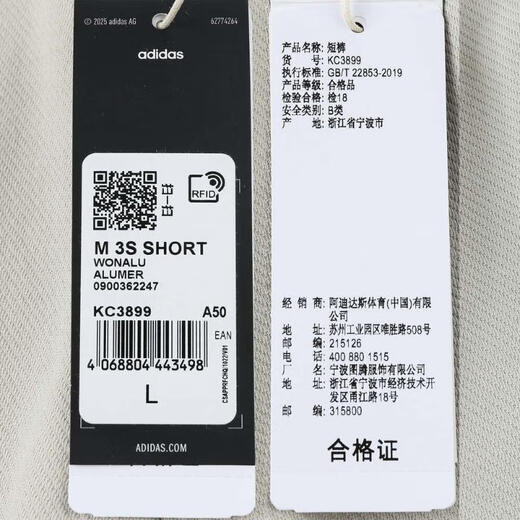 © 2025 adidas AG
62774264
adidas
E1-E1
RFID
M 3S SHORT
WONALU
ALUMER
0900362247
KC3899 A50
EAN
4 068804 443498
L
ADIDAS.COM
产品名称: 短裤
货 号: KC3899
执行标准: GB/T 22853-2019
产品等级: 合格品
检验合格: 检18
安全类别: B类
产 地: 浙江省宁波市
经 销 商: 阿迪达斯体育(中国)有限
公司
地 址: 苏州工业园区唯胜路508号
邮 编: 215126
电 话: 400 880 1515
厂 名: 宁波图腾服饰有限公司
地 址: 浙江省宁波市经济技术开
发区甬江路
邮 编: 315800
合格证